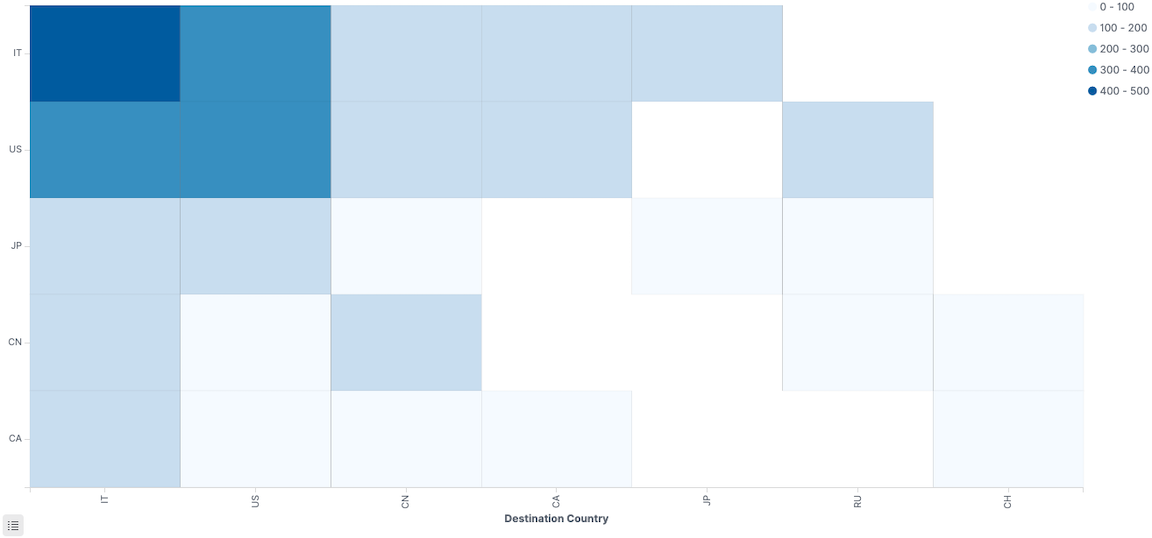 0 - 100
100 - 200
200 - 300
300 - 400
400 - 500
IT
US
JP
CN
CA
IT
US
CN
CA
JP
RU
CH
Destination Country